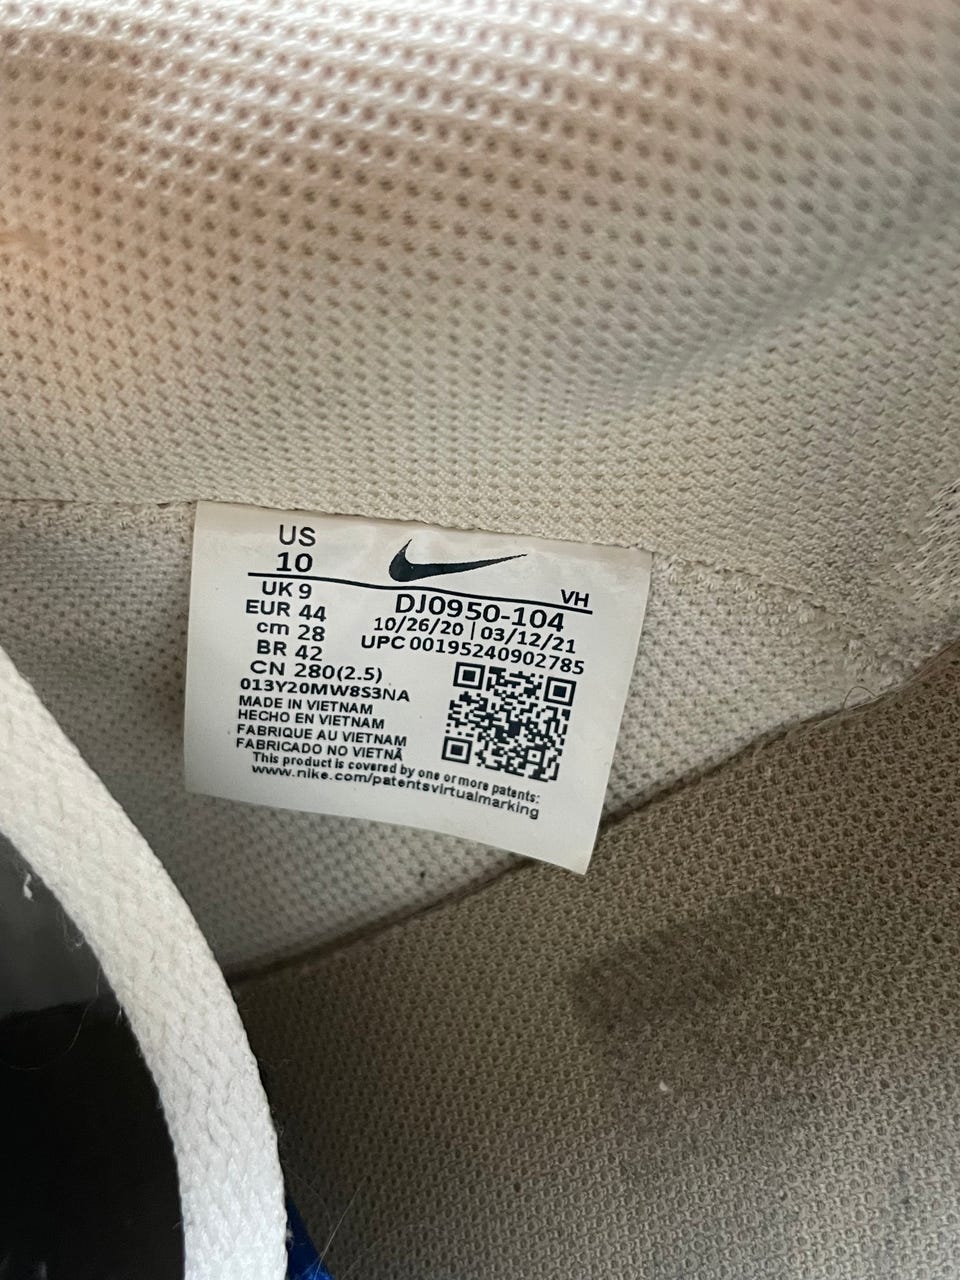 US
10
VH
UK 9
EUR 44
cm 28
BR 42
CN 280(2.5)
DJ0950-104
10/26/20 | 03/12/21
UPC 00195240902785
013Y20MW8S3NA
MADE IN VIETNAM
HECHO EN VIETNAM
FABRIQUE AU VIETNAM
FABRICADO NO VIETNÃ
This product is covered by one or more patents:
www.nike.com/patentsvirtualmarking